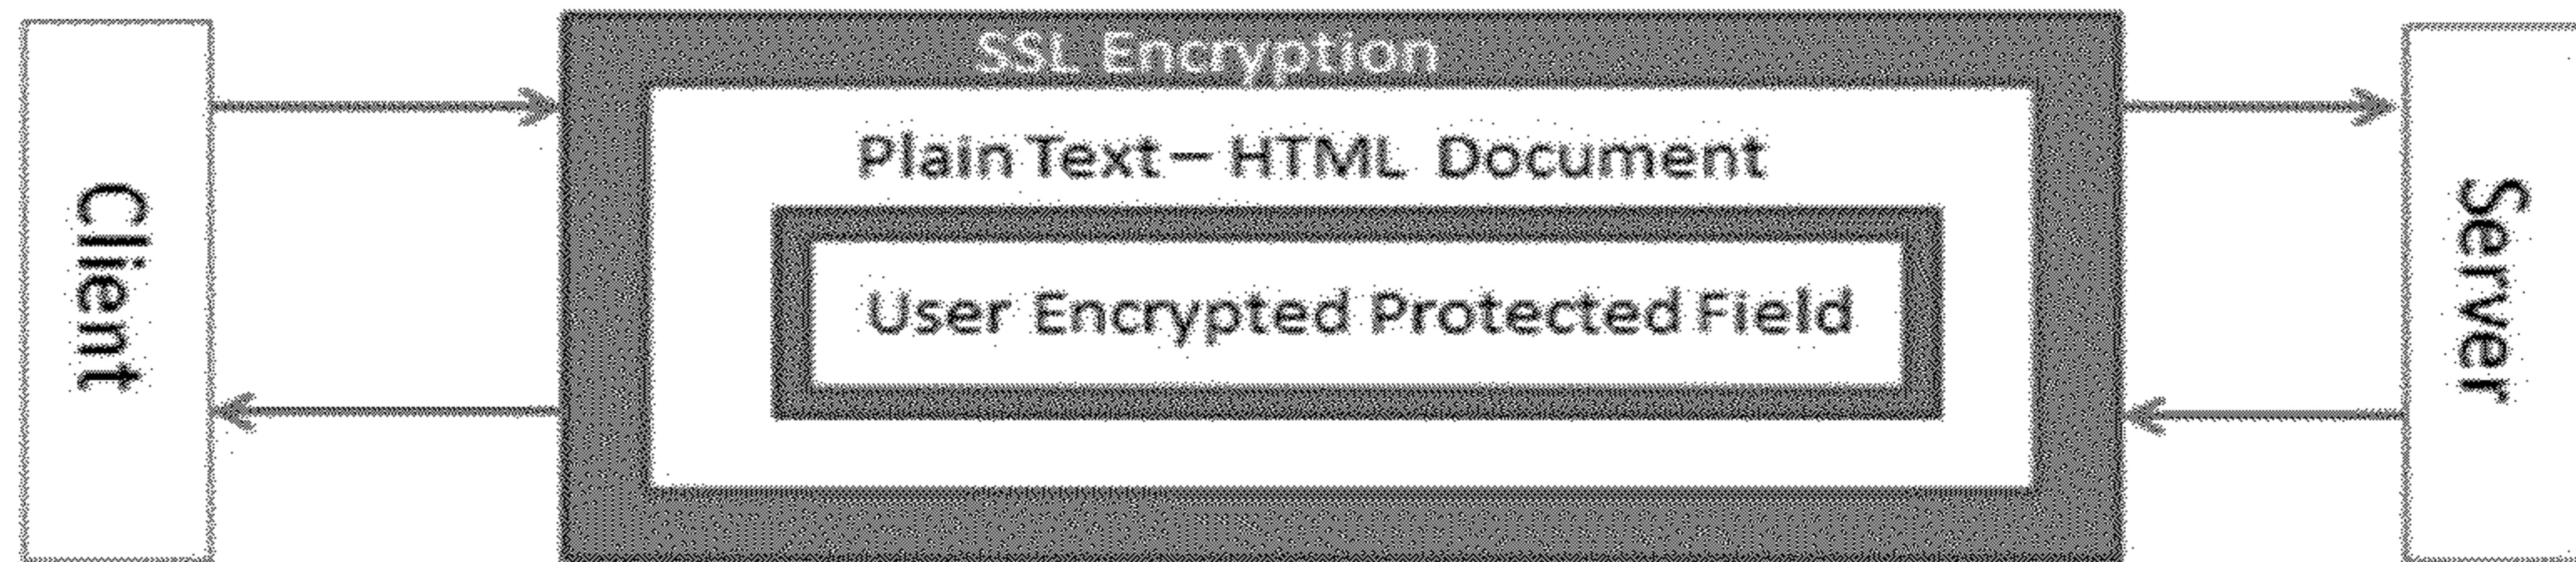 Client
SSL Encryption
Plain Text – HTML Document
User Encrypted Protected Field
Server